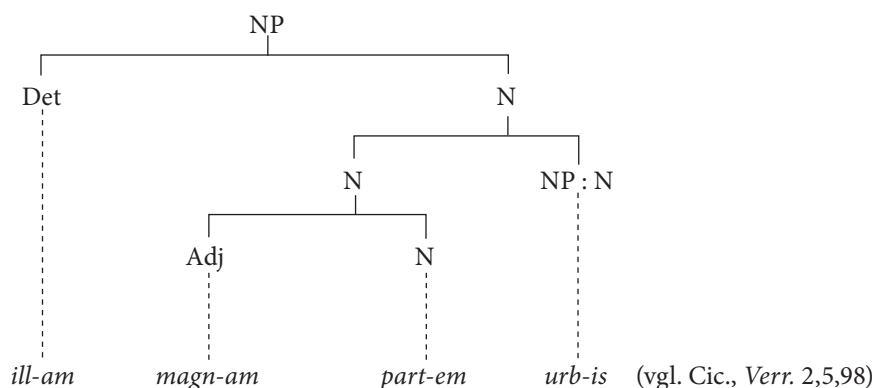 NP
Det N
N NP : N
Adj N
ill-am magn-am part-em urb-is (vgl. Cic., Verr. 2,5,98)